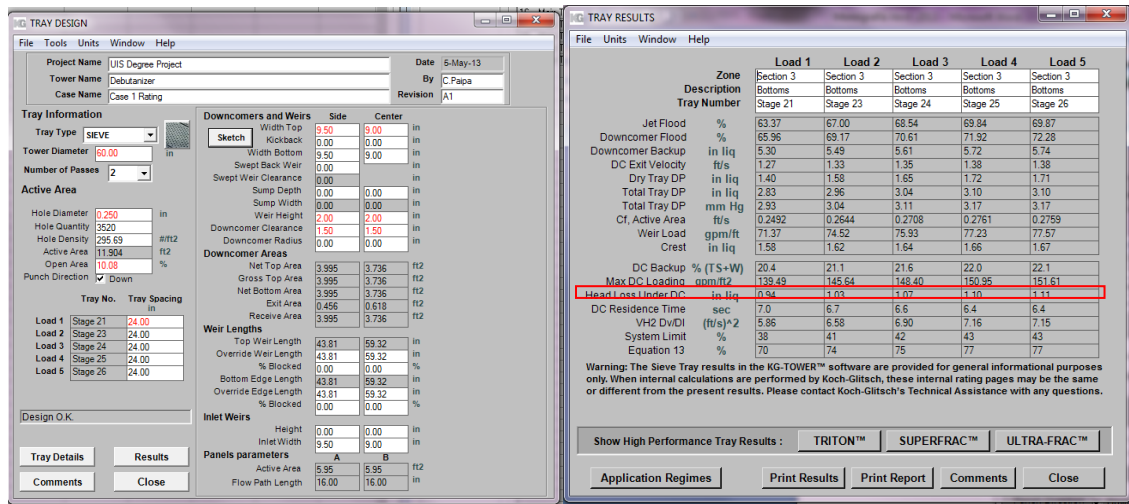 TRAY DESIGN
File Tools Units Window Help
Project Name UIS Degree Project Date 5-May-13
Tower Name Debutanizer By C.Paipa
Case Name Case 1 Rating Revision A1
Tray Information
Tray Type SIEVE
Tower Diameter 60.00 in
Number of Passes 2
Active Area
Hole Diameter 0.250 in
Hole Quantity 3520
Hole Density 295.69 #/ft2
Active Area 11.904 ft2
Open Area 10.08 %
Punch Direction Down
Tray No. Tray Spacing
in
Load 1 Stage 21 24.00
Load 2 Stage 23 24.00
Load 3 Stage 24 24.00
Load 4 Stage 25 24.00
Load 5 Stage 26 24.00
Design O.K.
Tray Details Results
Comments Close
Downcomers and Weirs Side Center
Sketch
Width Top 9.50 9.00 in
Kickback 0.00 0.00 in
Width Bottom 9.50 9.00 in
Swept Back Weir 0.00 in
Swept Weir Clearance 0.00 in
Sump Depth 0.00 0.00 in
Sump Width 0.00 0.00 in
Weir Height 2.00 2.00 in
Downcomer Clearance 1.50 1.50 in
Downcomer Radius 0.00 0.00 in
Downcomer Areas
Net Top Area 3.995 3.736 ft2
Gross Top Area 3.995 3.736 ft2
Net Bottom Area 3.995 3.736 ft2
Exit Area 0.456 0.618 ft2
Receive Area 3.995 3.736 ft2
Weir Lengths
Top Weir Length 43.81 59.32 in
Override Weir Length 43.81 59.32 in
% Blocked 0.00 0.00 %
Bottom Edge Length 43.81 59.32 in
Override Edge Length 43.81 59.32 in
% Blocked 0.00 0.00 %
Inlet Weirs
Height 0.00 0.00 in
Inlet Width 9.50 9.00 in
Panels parameters A B
Active Area 5.95 5.95 ft2
Flow Path Length 16.00 16.00 in
TRAY RESULTS
File Units Window Help
Load 1 Load 2 Load 3 Load 4 Load 5
Zone Section 3 Section 3 Section 3 Section 3 Section 3
Description Bottoms Bottoms Bottoms Bottoms Bottoms
Tray Number Stage 21 Stage 23 Stage 24 Stage 25 Stage 26
Jet Flood % 63.37 67.00 68.54 69.84 69.87
Downcomer Flood % 65.96 69.17 70.61 71.92 72.28
Downcomer Backup in liq 5.30 5.49 5.61 5.72 5.74
DC Exit Velocity ft/s 1.27 1.33 1.35 1.38 1.38
Dry Tray DP in liq 1.40 1.58 1.65 1.72 1.71
Total Tray DP in liq 2.83 2.96 3.04 3.10 3.10
Total Tray DP mm Hg 2.93 3.04 3.11 3.17 3.17
Cf, Active Area ft/s 0.2492 0.2644 0.2708 0.2761 0.2759
Weir Load gpm/ft 71.37 74.52 75.93 77.23 77.57
Crest in liq 1.58 1.62 1.64 1.66 1.67
DC Backup % (TS+W) 20.4 21.1 21.6 22.0 22.1
Max DC Loading gpm/ft2 139.49 145.64 148.40 150.95 151.61
Head Loss Under DC in liq 0.94 1.03 1.07 1.10 1.11
DC Residence Time sec 7.0 6.7 6.6 6.4 6.4
VH2 Dv/Dl (ft/s)^2 5.86 6.58 6.90 7.16 7.15
System Limit % 38 41 42 43 43
Equation 13 % 70 74 75 77 77
Warning: The Sieve Tray results in the KG-TOWER™ software are provided for general informational purposes
only. When internal calculations are performed by Koch-Glitsch, these internal rating pages may be the same
or different from the present results. Please contact Koch-Glitsch's Technical Assistance with any questions.
Show High Performance Tray Results : TRITON™ SUPERFRAC™ ULTRA-FRAC™
Application Regimes Print Results Print Report Comments Close